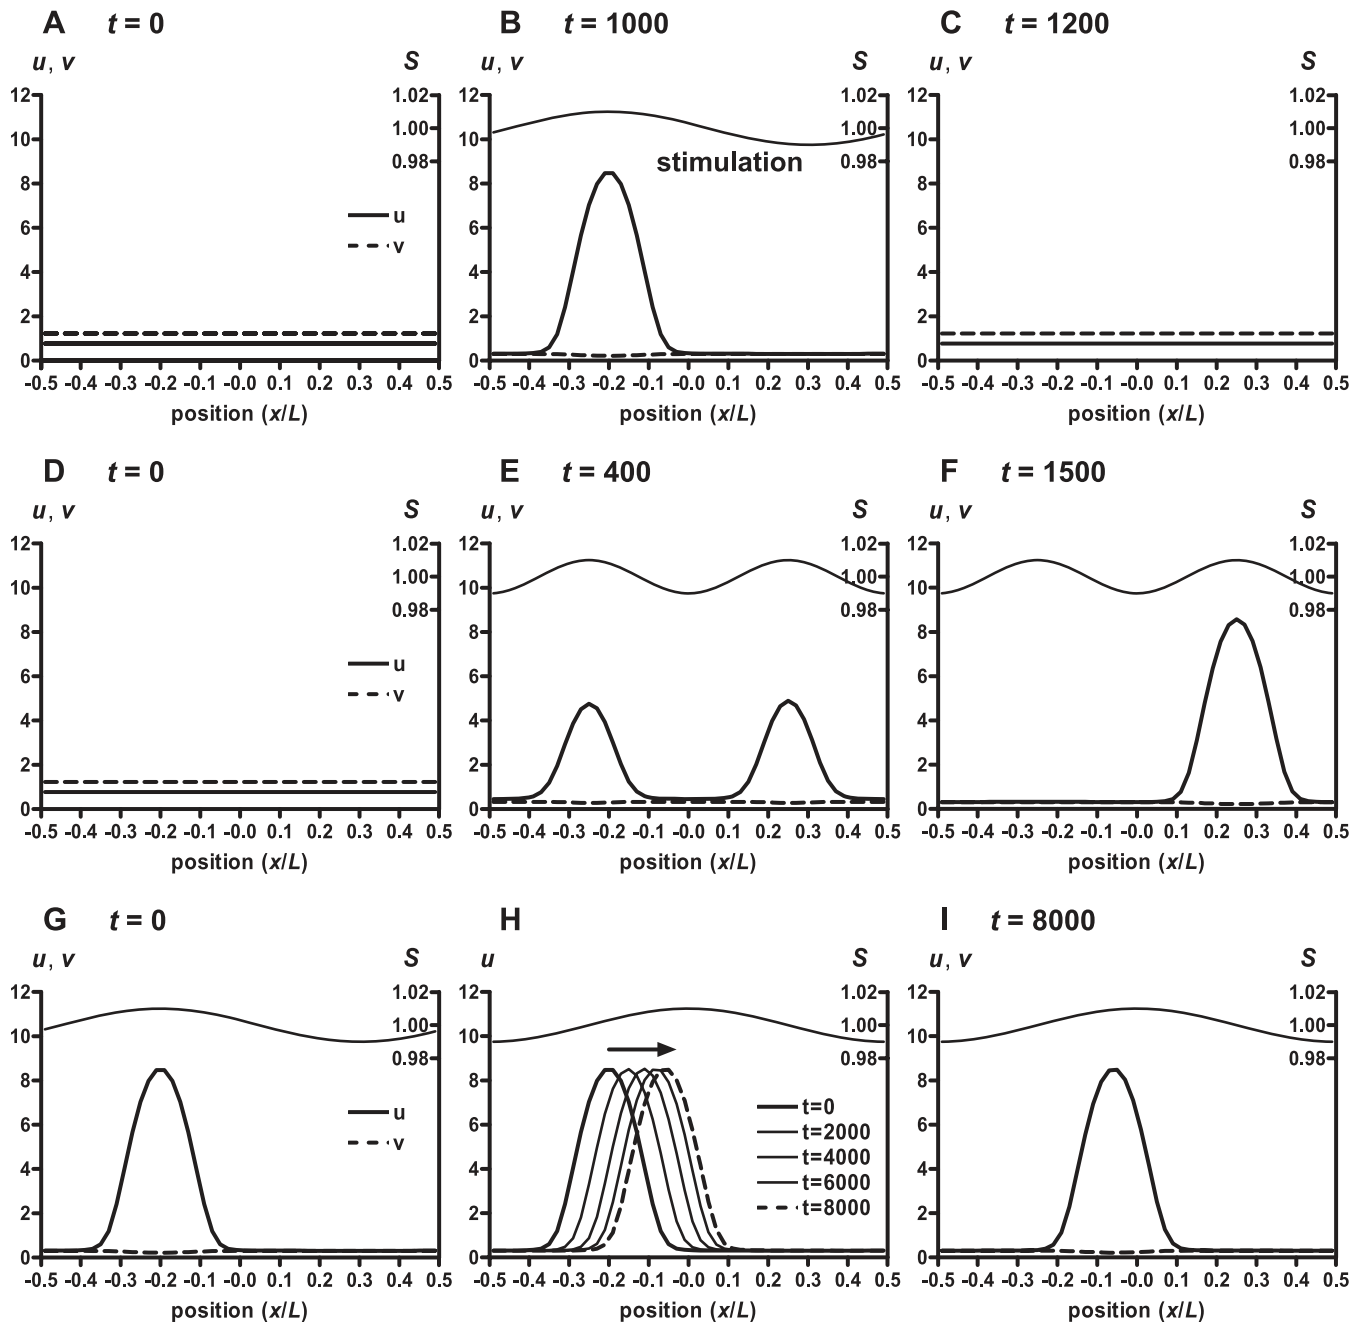 A t = 0
B t = 1000
C t = 1200
u, v S
u, v S
u, v S
12 1.02
10 1.00
8 0.98
6
4
2
0
u
v
-0.5 -0.4 -0.3 -0.2 -0.1 -0.0 0.1 0.2 0.3 0.4 0.5
position (x/L)
12 1.02
10 1.00
8 0.98
6
4
2
0
stimulation
-0.5 -0.4 -0.3 -0.2 -0.1 -0.0 0.1 0.2 0.3 0.4 0.5
position (x/L)
12 1.02
10 1.00
8 0.98
6
4
2
0
-0.5 -0.4 -0.3 -0.2 -0.1 -0.0 0.1 0.2 0.3 0.4 0.5
position (x/L)
D t = 0
E t = 400
F t = 1500
u, v S
u, v S
u, v S
12 1.02
10 1.00
8 0.98
6
4
2
0
u
v
-0.5 -0.4 -0.3 -0.2 -0.1 -0.0 0.1 0.2 0.3 0.4 0.5
position (x/L)
12 1.02
10 1.00
8 0.98
6
4
2
0
-0.5 -0.4 -0.3 -0.2 -0.1 -0.0 0.1 0.2 0.3 0.4 0.5
position (x/L)
12 1.02
10 1.00
8 0.98
6
4
2
0
-0.5 -0.4 -0.3 -0.2 -0.1 -0.0 0.1 0.2 0.3 0.4 0.5
position (x/L)
G t = 0
H
I t = 8000
u, v S
u S
u, v S
12 1.02
10 1.00
8 0.98
6
4
2
0
u
v
-0.5 -0.4 -0.3 -0.2 -0.1 -0.0 0.1 0.2 0.3 0.4 0.5
position (x/L)
12 1.02
10 1.00
8 0.98
6
4
2
0
t=0
t=2000
t=4000
t=6000
t=8000
-0.5 -0.4 -0.3 -0.2 -0.1 -0.0 0.1 0.2 0.3 0.4 0.5
position (x/L)
12 1.02
10 1.00
8 0.98
6
4
2
0
-0.5 -0.4 -0.3 -0.2 -0.1 -0.0 0.1 0.2 0.3 0.4 0.5
position (x/L)